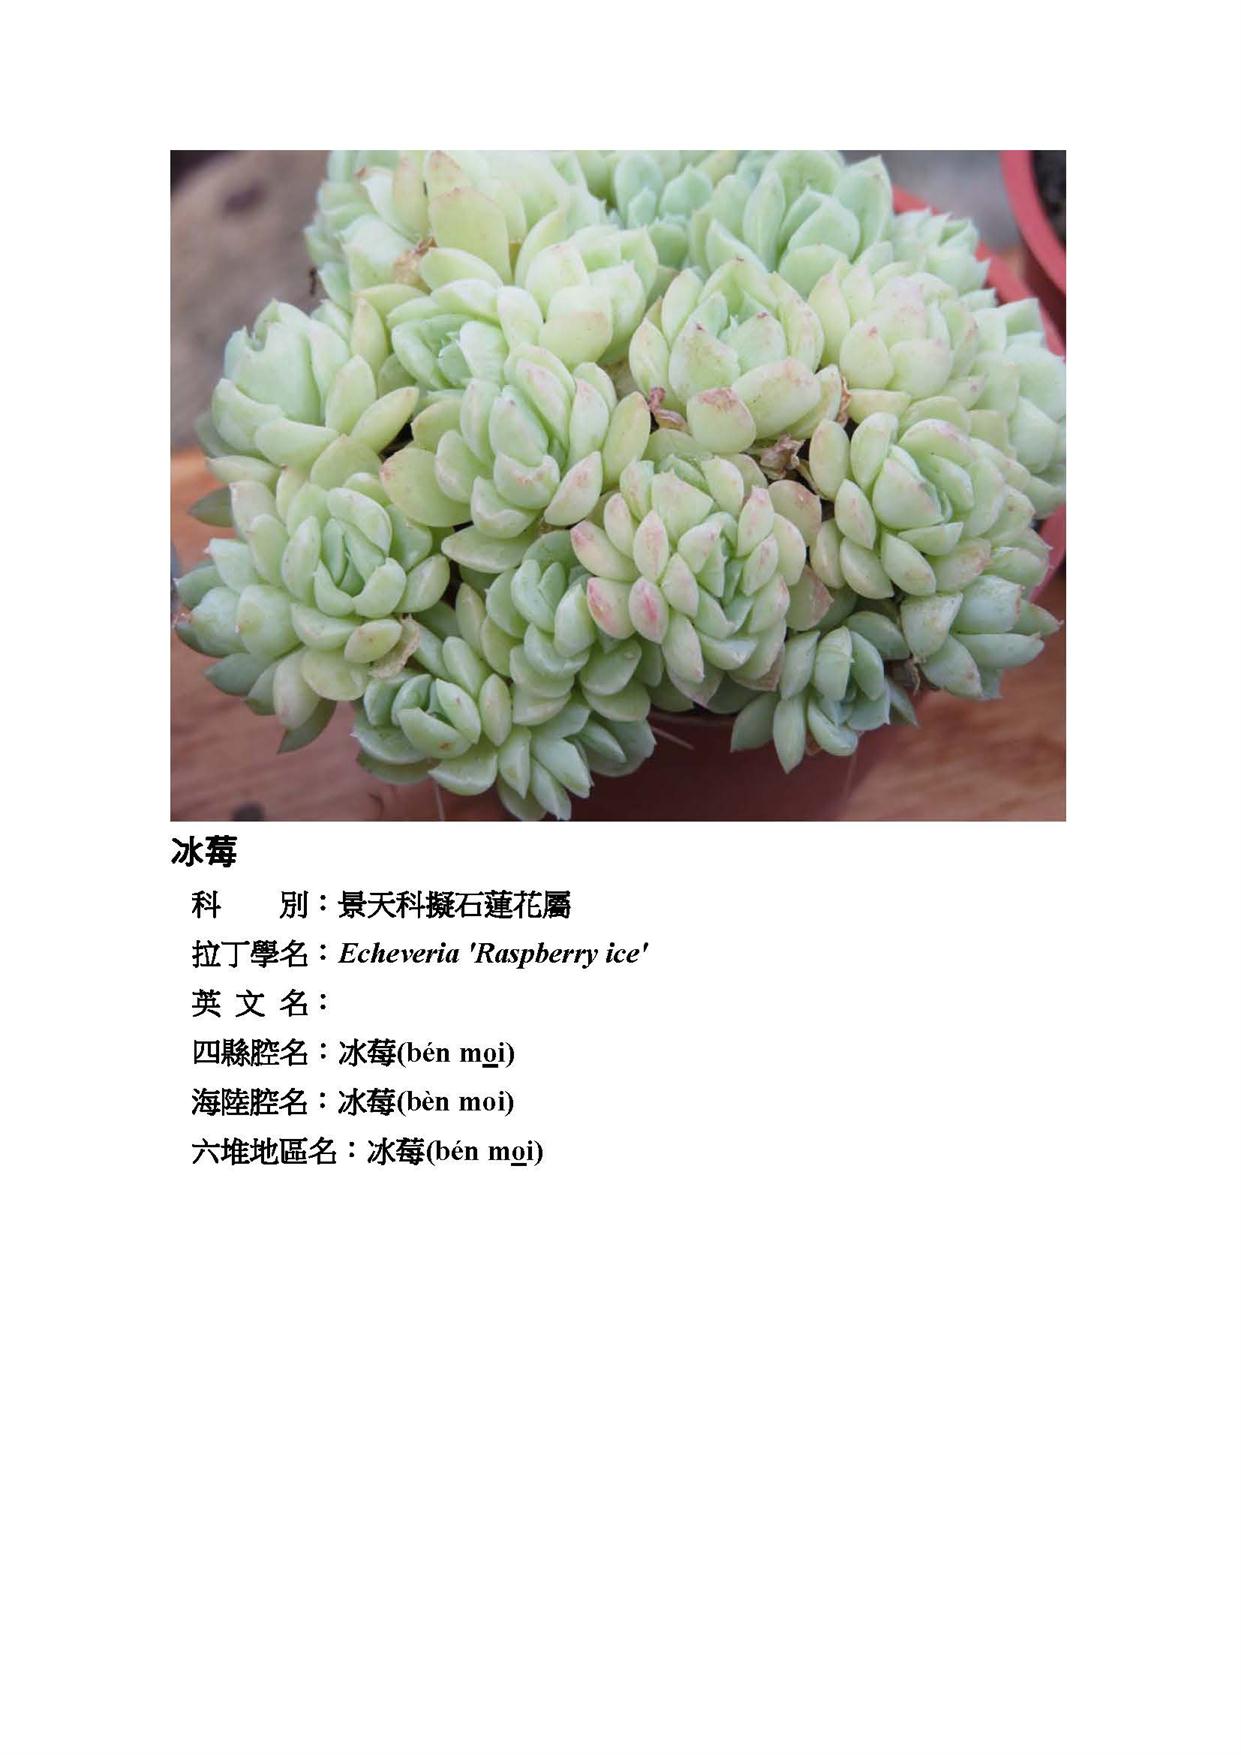 冰莓
科　　別：景天科擬石蓮花屬
拉丁學名：Echeveria 'Raspberry ice'
英 文 名：
四縣腔名：冰莓(bén mo̲i)
海陸腔名：冰莓(bèn moi)
六堆地區名：冰莓(bén mo̲i)